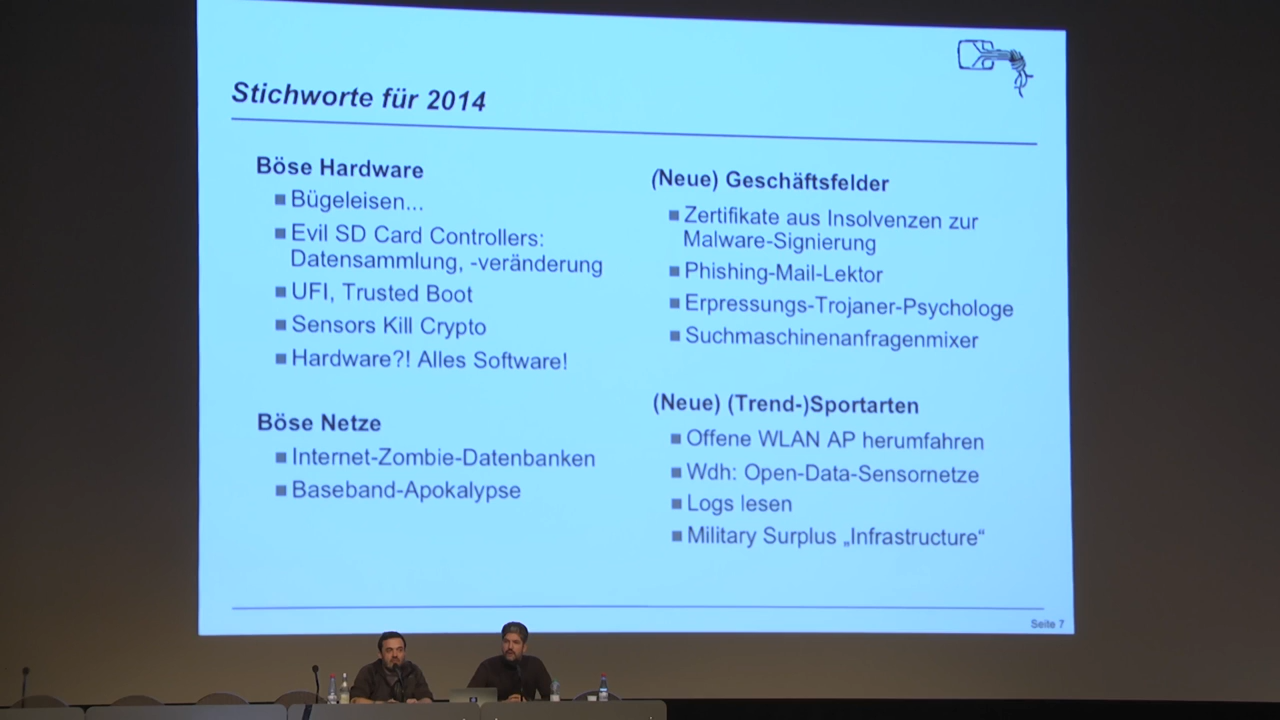 Stichworte für 2014
Böse Hardware
Bügeleisen...
Evil SD Card Controllers:
Datensammlung, -veränderung
UFI, Trusted Boot
Sensors Kill Crypto
Hardware?! Alles Software!
Böse Netze
Internet-Zombie-Datenbanken
Baseband-Apokalypse
(Neue) Geschäftsfelder
Zertifikate aus Insolvenzen zur
Malware-Signierung
Phishing-Mail-Lektor
Erpressungs-Trojaner-Psychologe
Suchmaschinenanfragenmixer
(Neue) (Trend-)Sportarten
Offene WLAN AP herumfahren
Wdh: Open-Data-Sensornetze
Logs lesen
Military Surplus „Infrastructure“
Seite 7